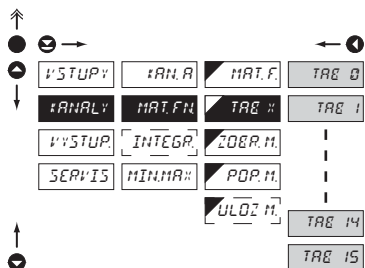 VSTUPY KAN. A MAT. F. TAB 0
KANALY MAT. FN. TAB X TAB 1
VYSTUP. INTEGR. ZOBR. M.
SERVIS MIN.MAX POP. M.
ULOZ M. TAB 14
TAB 15